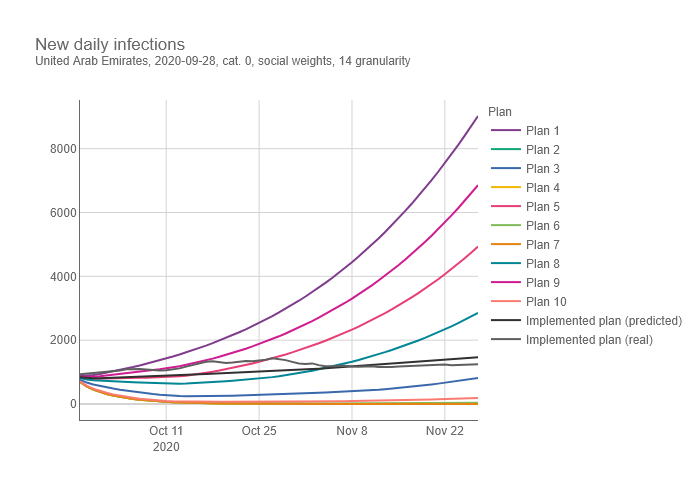 New daily infections
United Arab Emirates, 2020-09-28, cat. 0, social weights, 14 granularity
8000
6000
4000
2000
0
Oct 11
2020
Oct 25
Nov 8
Nov 22
Plan
Plan 1
Plan 2
Plan 3
Plan 4
Plan 5
Plan 6
Plan 7
Plan 8
Plan 9
Plan 10
Implemented plan (predicted)
Implemented plan (real)